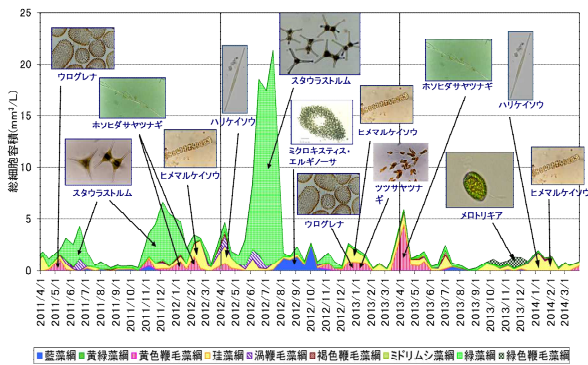 総細胞容積(mm³/L)
25
20
15
10
5
0
ウログレナ
ホソヒダサヤツナギ
スタウラストルム
ヒメマルケイソウ
ハリケイソウ
スタウラストルム
ミクロキスティス・
エルギノーサ
ウログレナ
ヒメマルケイソウ
ツツサヤツナ
ギ
ホソヒダサヤツナギ
メロトリキア
ハリケイソウ
ヒメマルケイソウ
2011/4/1
2011/5/1
2011/6/1
2011/7/1
2011/8/1
2011/9/1
2011/10/1
2011/11/1
2011/12/1
2012/1/1
2012/2/1
2012/3/1
2012/4/1
2012/5/1
2012/6/1
2012/7/1
2012/8/1
2012/9/1
2012/10/1
2012/11/1
2012/12/1
2013/1/1
2013/2/1
2013/3/1
2013/4/1
2013/5/1
2013/6/1
2013/7/1
2013/8/1
2013/9/1
2013/10/1
2013/11/1
2013/12/1
2014/1/1
2014/2/1
2014/3/1
藍藻綱 黄緑藻綱 黄色鞭毛藻綱 珪藻綱 渦鞭毛藻綱 褐色鞭毛藻綱 ミドリムシ藻綱 緑藻綱 緑色鞭毛藻綱